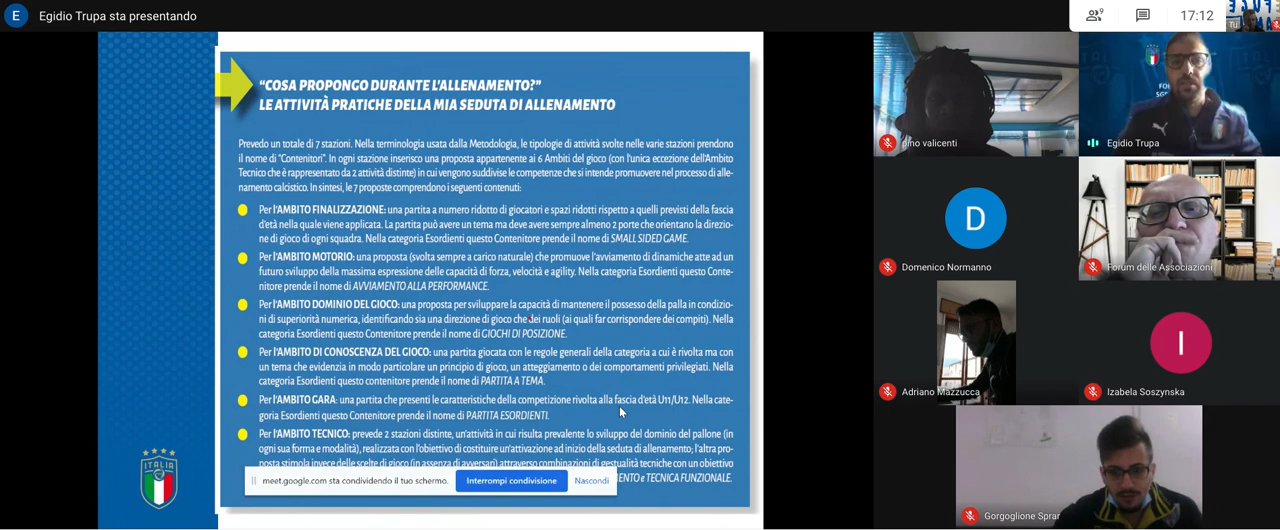 E Egidio Trupa sta presentando
9
17:12
Tu
"COSA PROPONGO DURANTE L'ALLENAMENTO?"
LE ATTIVITÀ PRATICHE DELLA MIA SEDUTA DI ALLENAMENTO
Prevedo un totale di 7 stazioni. Nella terminologia usata dalla Metodologia, le tipologie di attività svolte nelle varie stazioni prendono
il nome di "Contenitori". In ogni stazione inserisco una proposta appartenente ai 6 Ambiti del gioco (con l'unica eccezione dell'Ambito
Tecnico che è rappresentato da 2 attività distinte) in cui vengono suddivise le competenze che si intende promuovere nel processo di alle-
namento calcistico. In sintesi, le 7 proposte comprendono i seguenti contenuti:
Per l'AMBITO FINALIZZAZIONE: una partita a numero ridotto di giocatori e spazi ridotti rispetto a quelli previsti della fascia
d'età nella quale viene applicata. La partita può avere un tema ma deve avere sempre almeno 2 porte che orientano la direzio-
ne di gioco di ogni squadra. Nella categoria Esordienti questo Contenitore prende il nome di SMALL SIDED GAME.
Per l'AMBITO MOTORIO: una proposta (svolta sempre a carico naturale) che promuove l'avviamento di dinamiche atte ad un
futuro sviluppo della massima espressione delle capacità di forza, velocità e agility. Nella categoria Esordienti questo Conte-
nitore prende il nome di AVVIAMENTO ALLA PERFORMANCE.
Per l'AMBITO DOMINIO DEL GIOCO: una proposta per sviluppare la capacità di mantenere il possesso della palla in condizio-
ni di superiorità numerica, identificando sia una direzione di gioco che dei ruoli (ai quali far corrispondere dei compiti). Nella
categoria Esordienti questo Contenitore prende il nome di GIOCHI DI POSIZIONE.
Per l'AMBITO DI CONOSCENZA DEL GIOCO: una partita giocata con le regole generali della categoria a cui è rivolta ma con
un tema che evidenzia in modo particolare un principio di gioco, un atteggiamento o dei comportamenti privilegiati. Nella
categoria Esordienti questo contenitore prende il nome di PARTITA A TEMA.
Per l'AMBITO GARA: una partita che presenti le caratteristiche della competizione rivolta alla fascia d'età U11/U12. Nella cate-
goria Esordienti questo Contenitore prende il nome di PARTITA ESORDIENTI.
Per l'AMBITO TECNICO: prevede 2 stazioni distinte, un'attività in cui risulta prevalente lo sviluppo del dominio del pallone (in
ogni sua forma e modalità), realizzata con l'obiettivo di costituire un'attivazione ad inizio della seduta di allenamento; l'altra pro-
posta stimola invece delle scelte di gioco (in assenza di avversari) attraverso combinazioni di gestualità tecniche con un obiettivo
e TECNICA FUNZIONALE.
meet.google.com sta condividendo il tuo schermo. Interrompi condivisione Nascondi
ITALIA
pino valicenti
Egidio Trupa
D
Domenico Normanno
Forum delle Associazioni
Adriano Mazzucca
I
Izabela Soszynska
Gorgoglione Sprar